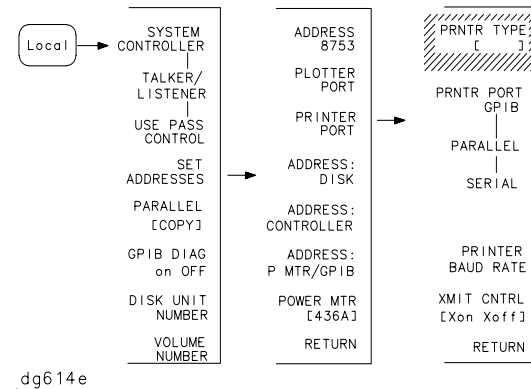 Local
SYSTEM
CONTROLLER
TALKER/
LISTENER
USE PASS
CONTROL
SET
ADDRESSES
PARALLEL
[COPY]
GPIB DIAG
on OFF
DISK UNIT
NUMBER
VOLUME
NUMBER
ADDRESS
8753
PLOTTER
PORT
PRINTER
PORT
ADDRESS:
DISK
ADDRESS:
CONTROLLER
ADDRESS:
P MTR/GPIB
POWER MTR
[436A]
RETURN
PRNTR TYPE
[ ]
PRNTR PORT
GPIB
PARALLEL
SERIAL
PRINTER
BAUD RATE
XMIT CNTRL
[Xon Xoff]
RETURN
dg614e